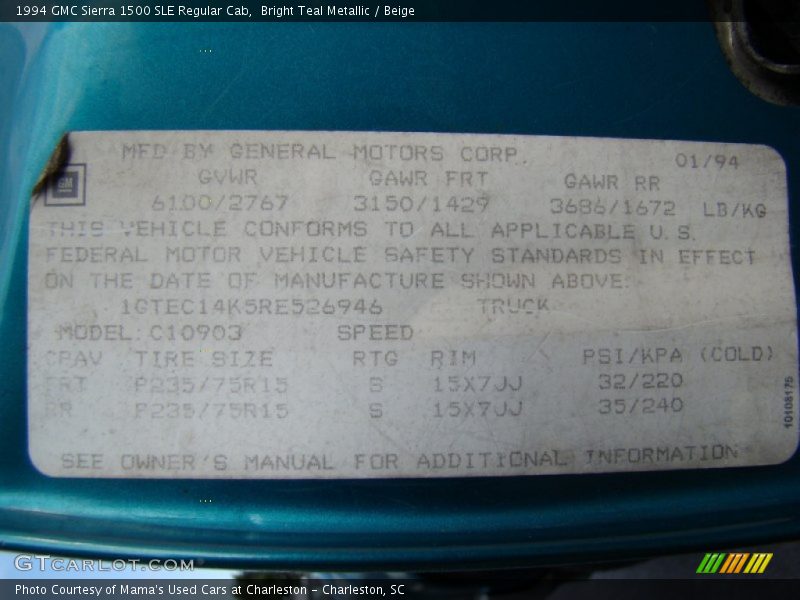 1994 GMC Sierra 1500 SLE Regular Cab,  Bright Teal Metallic / Beige
MFD BY GENERAL MOTORS CORP. 01/94
GM GVWR GAWR FRT GAWR RR
6100/2767 3150/1429 3686/1672 LB/KG
THIS VEHICLE CONFORMS TO ALL APPLICABLE U.S.
FEDERAL MOTOR VEHICLE SAFETY STANDARDS IN EFFECT
ON THE DATE OF MANUFACTURE SHOWN ABOVE.
1GTEC14K5RE526946 TRUCK
MODEL: C10903 SPEED
CPAV TIRE SIZE RTG RIM PSI/KPA (COLD)
FRT P235/75R15 S 15X7JJ 32/220
RR P235/75R15 S 15X7JJ 35/240
10108175
SEE OWNER'S MANUAL FOR ADDITIONAL INFORMATION
GTCARLOT.COM
Photo Courtesy of Mama's Used Cars at Charleston - Charleston, SC